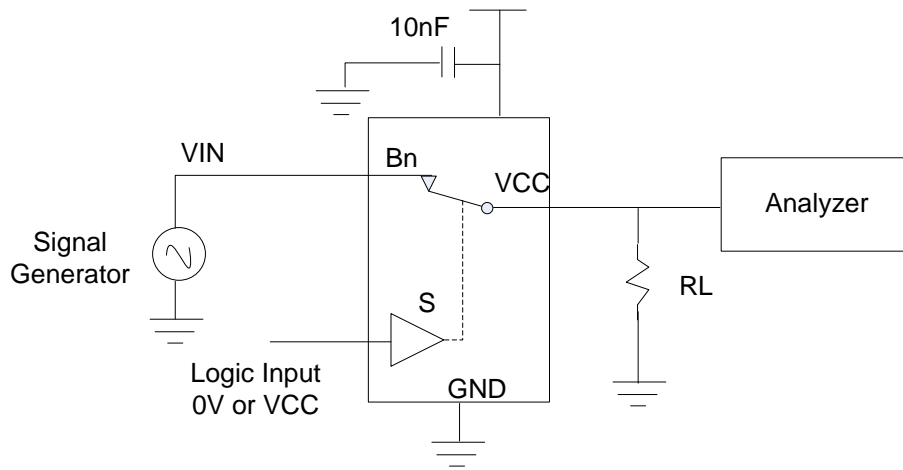 10nF
VIN
Bn
VCC
Analyzer
Signal
Generator
RL
S
Logic Input
0V or VCC
GND